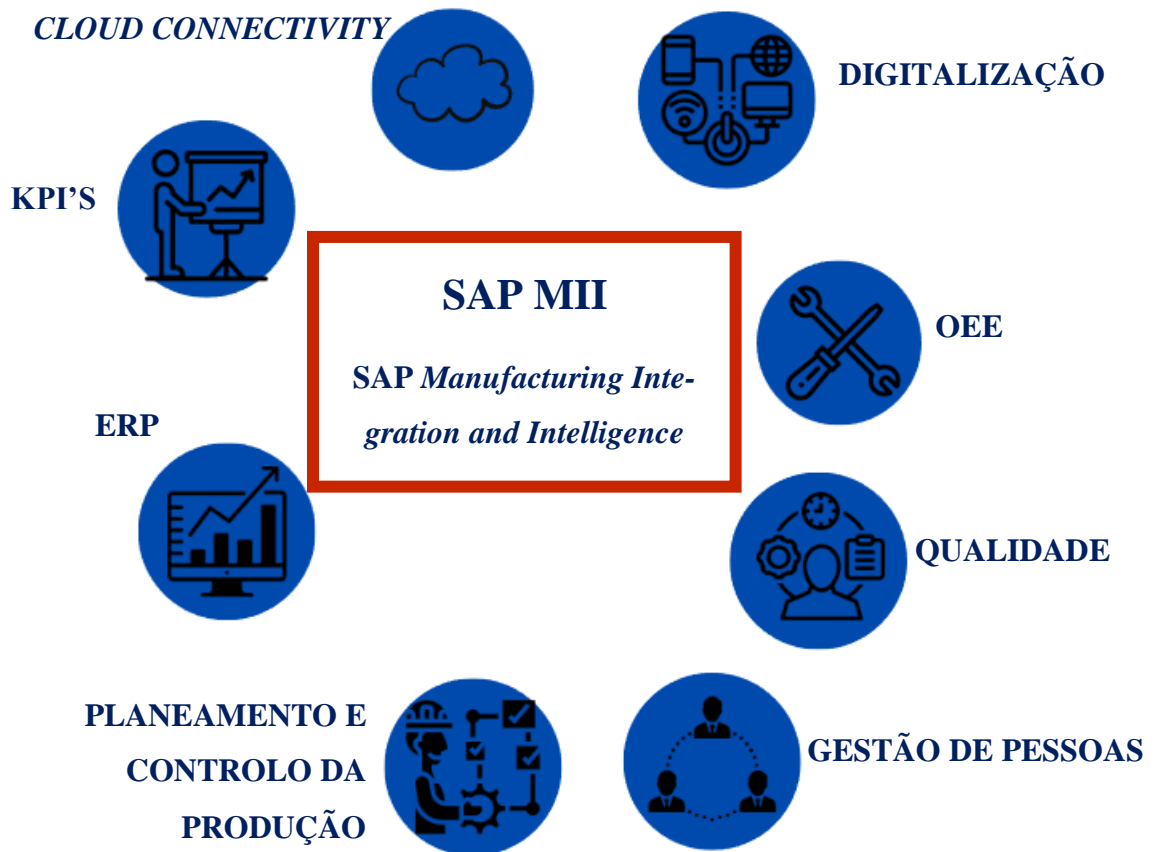 CLOUD CONNECTIVITY
DIGITALIZAÇÃO
KPI’S
SAP MII
SAP Manufacturing Inte-
gration and Intelligence
OEE
ERP
QUALIDADE
PLANEAMENTO E
CONTROLO DA
PRODUÇÃO
GESTÃO DE PESSOAS